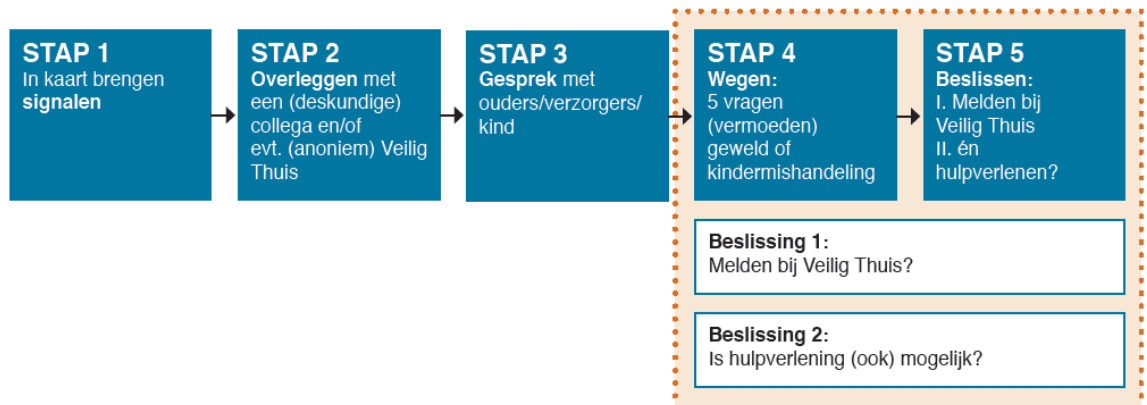 STAP 1
In kaart brengen
signalen
STAP 2
Overleggen met
een (deskundige)
collega en/of
evt. (anoniem) Veilig
Thuis
STAP 3
Gesprek met
ouders/verzorgers/
kind
STAP 4
Wegen:
5 vragen
(vermoeden)
geweld of
kindermishandeling
STAP 5
Beslissen:
I. Melden bij
Veilig Thuis
II. én
hulpverlenen?
Beslissing 1:
Melden bij Veilig Thuis?
Beslissing 2:
Is hulpverlening (ook) mogelijk?